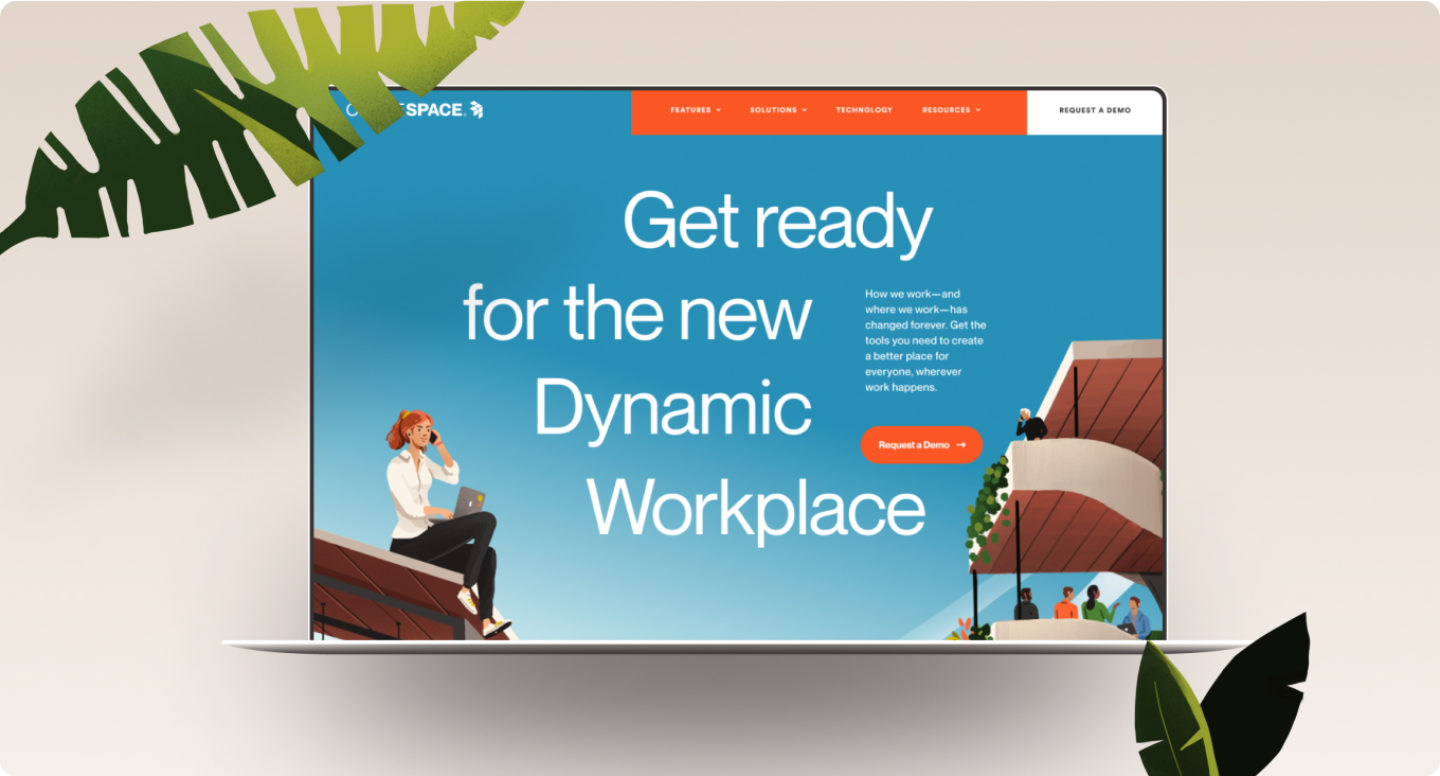 SPACE
FEATURES
SOLUTIONS
TECHNOLOGY
RESOURCES
REQUEST A DEMO
Get ready
for the new
Dynamic
Workplace
How we work—and
where we work—has
changed forever. Get the
tools you need to create
a better place for
everyone, wherever
work happens.
Request a Demo →